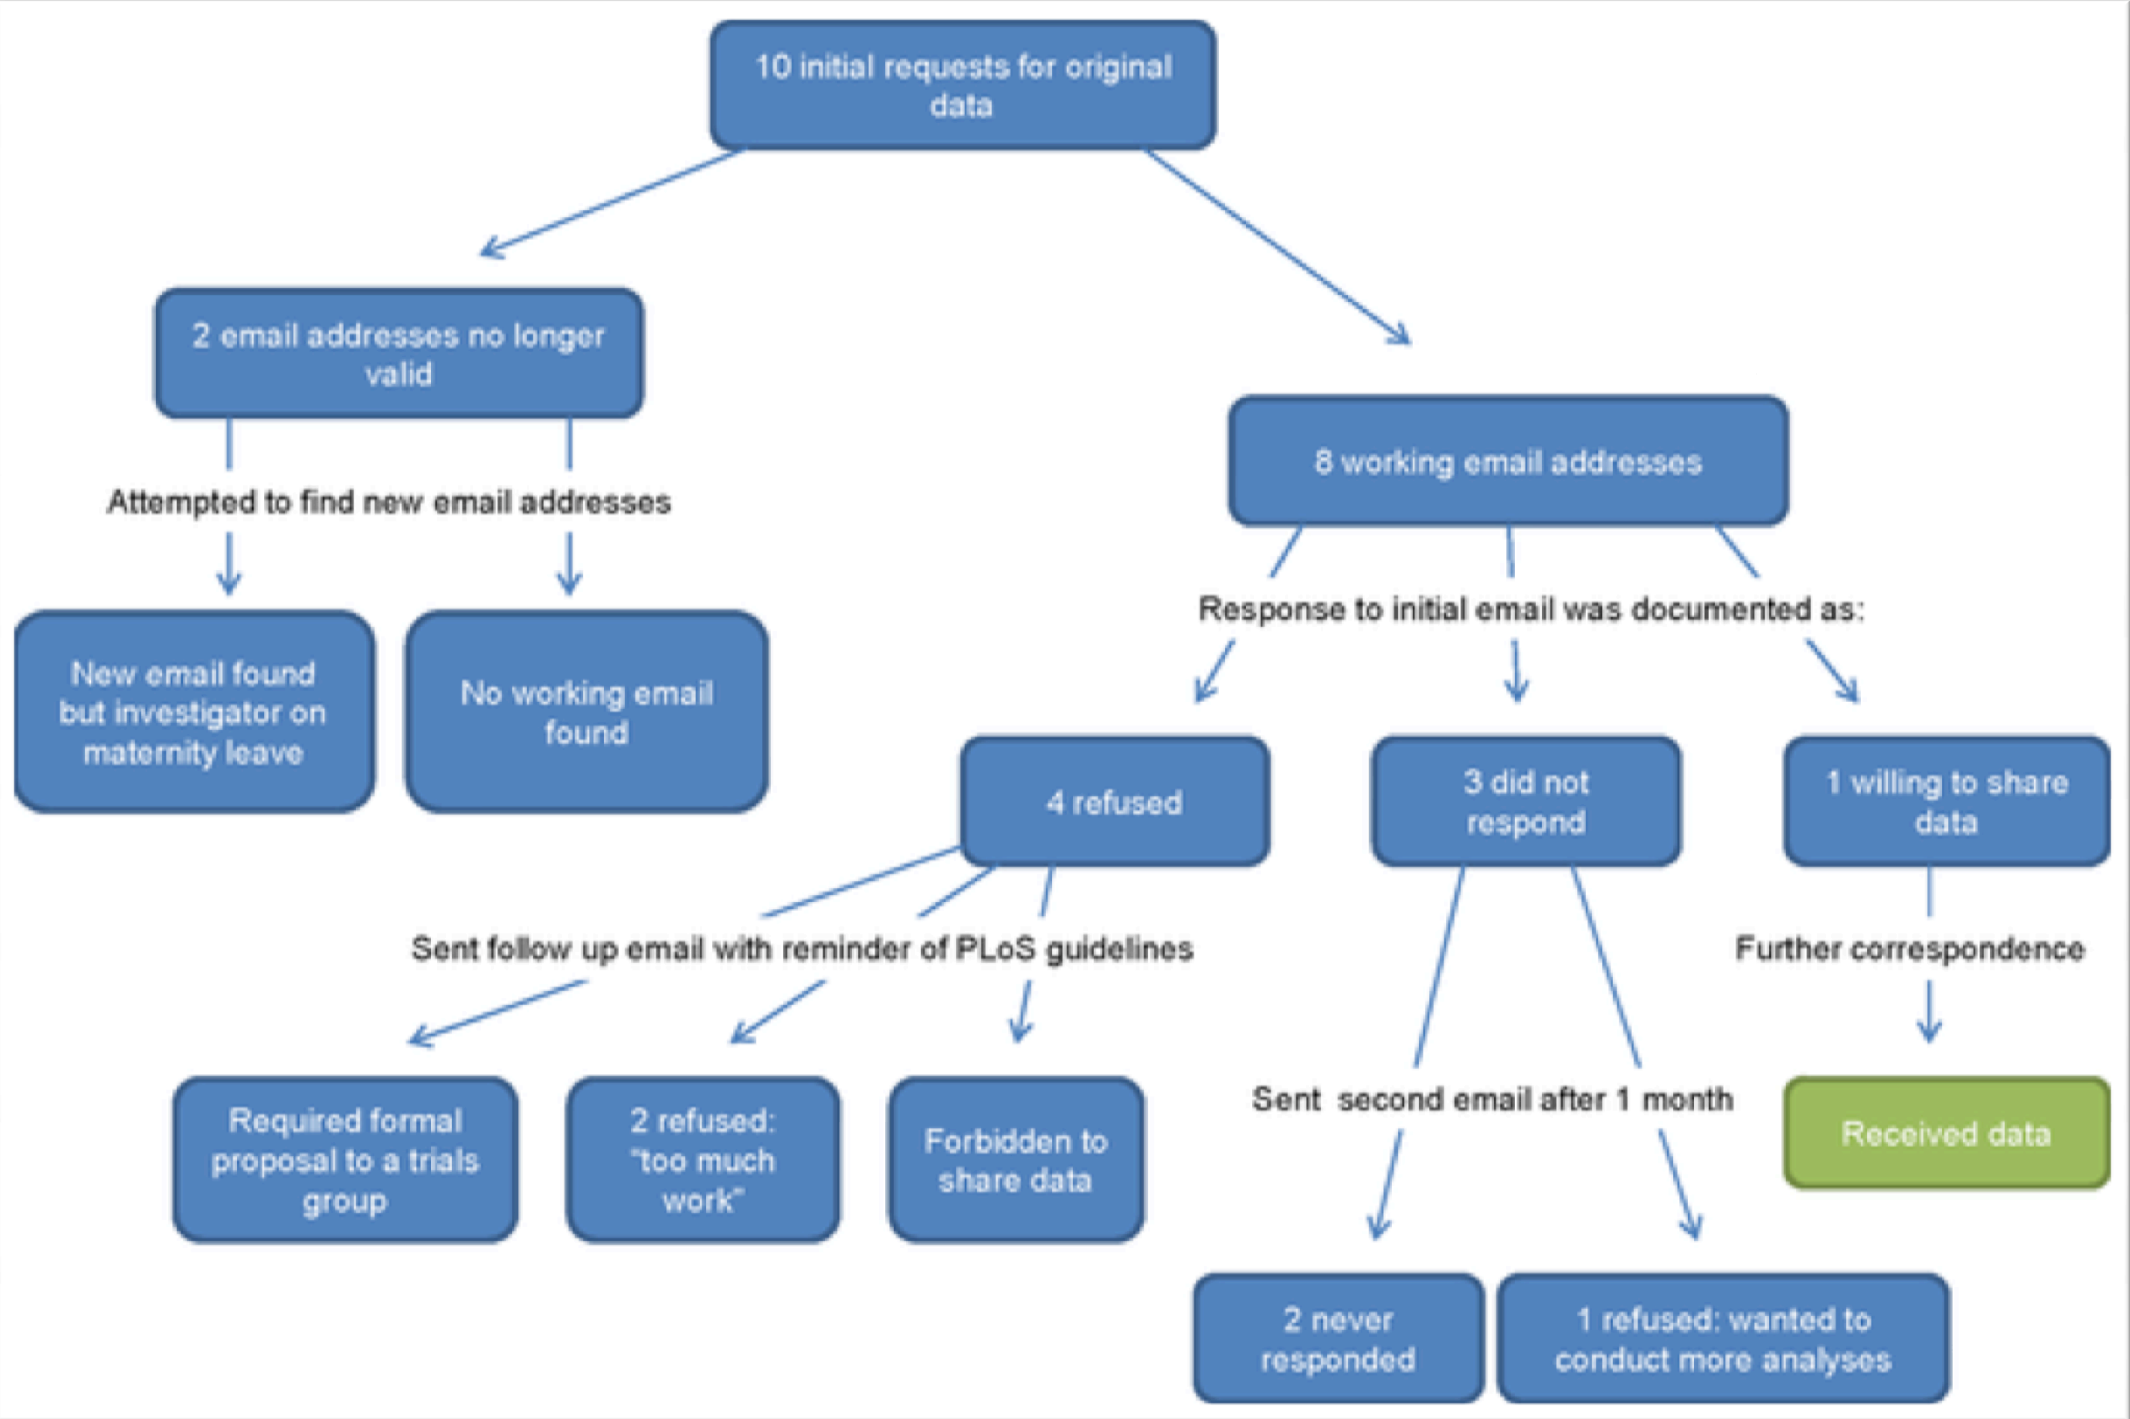 10 initial requests for original
data
2 email addresses no longer
valid
8 working email addresses
Attempted to find new email addresses
Response to initial email was documented as:
New email found
but investigator on
maternity leave
No working email
found
4 refused
3 did not
respond
1 willing to share
data
Sent follow up email with reminder of PLoS guidelines
Further correspondence
Required formal
proposal to a trials
group
2 refused:
"too much
work"
Forbidden to
share data
Sent second email after 1 month
Received data
2 never
responded
1 refused: wanted to
conduct more analyses